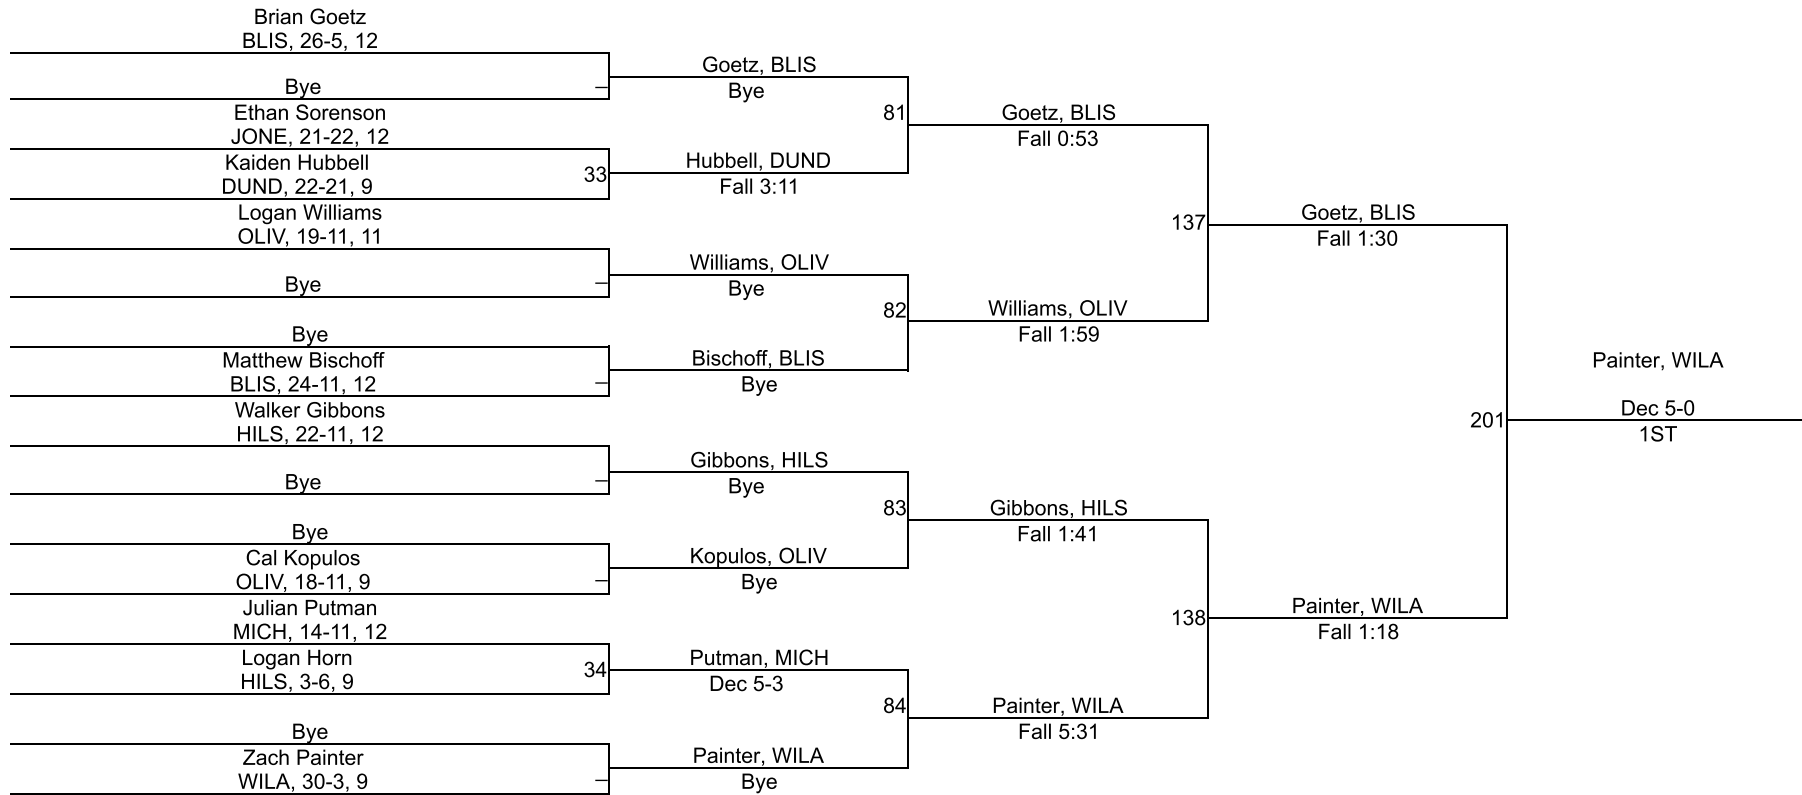 Brian Goetz
BLIS, 26-5, 12
Bye
–
Ethan Sorenson
JONE, 21-22, 12
Kaiden Hubbell
DUND, 22-21, 9
33
Logan Williams
OLIV, 19-11, 11
Bye
–
Bye
Matthew Bischoff
BLIS, 24-11, 12
–
Walker Gibbons
HILS, 22-11, 12
Bye
–
Bye
Cal Kopulos
OLIV, 18-11, 9
–
Julian Putman
MICH, 14-11, 12
Logan Horn
HILS, 3-6, 9
34
Bye
Zach Painter
WILA, 30-3, 9
–
Goetz, BLIS
Bye
81
Hubbell, DUND
Fall 3:11
Williams, OLIV
Bye
82
Bischoff, BLIS
Bye
Gibbons, HILS
Bye
83
Kopulos, OLIV
Bye
Putman, MICH
Dec 5-3
84
Painter, WILA
Bye
Goetz, BLIS
Fall 0:53
137
Williams, OLIV
Fall 1:59
Gibbons, HILS
Fall 1:41
138
Painter, WILA
Fall 5:31
Goetz, BLIS
Fall 1:30
201
Painter, WILA
Fall 1:18
Painter, WILA
Dec 5-0
1ST